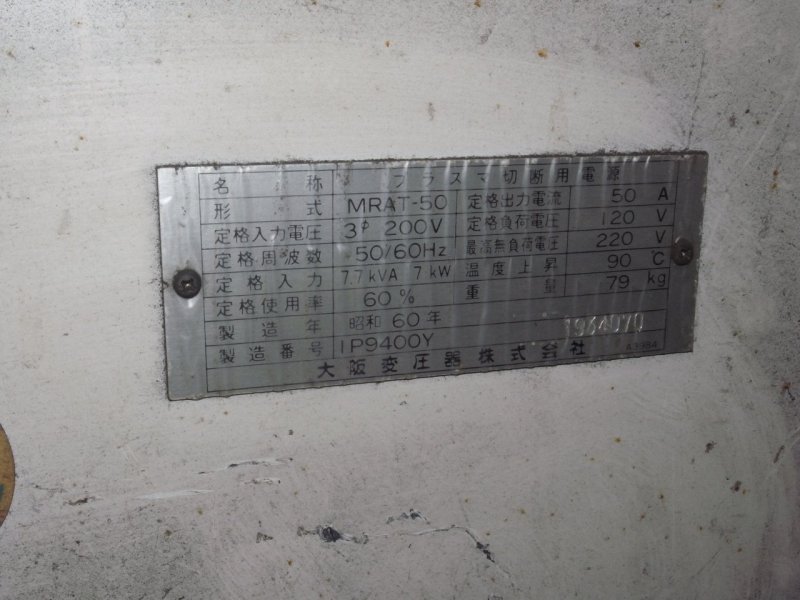 名称 プラズマ切断用電源
形式 MRAT-50 定格出力電流 50 A
定格入力電圧 3φ 200V 定格負荷電圧 120 V
定格周波数 50/60Hz 最高無負荷電圧 220 V
定格入力 7.7kVA 7kW 温度上昇 90 ℃
定格使用率 60% 重量 79 kg
製造年 昭和60年
製造番号 1P9400Y
大阪変圧器株式会社